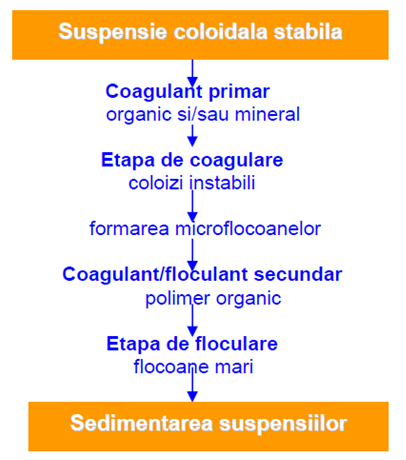 Suspensie coloidala stabila
Coagulant primar
organic si/sau mineral
Etapa de coagulare
coloizi instabili
formarea microflocoanelor
Coagulant/floculant secundar
polimer organic
Etapa de floculare
flocoane mari
Sedimentarea suspensiilor